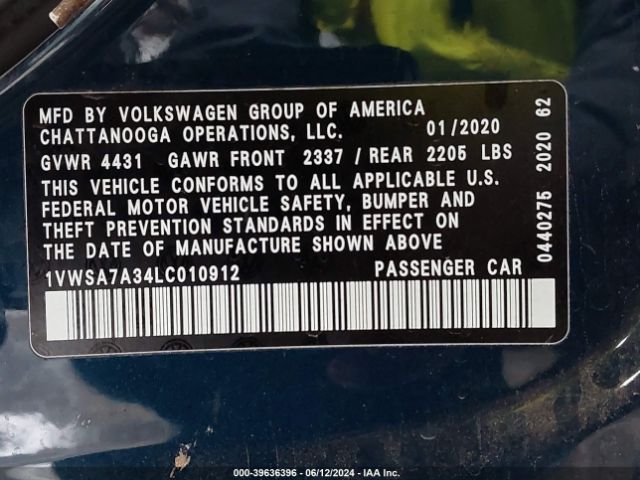 MFD BY VOLKSWAGEN GROUP OF AMERICA
CHATTANOOGA OPERATIONS, LLC. 01/2020
GVWR 4431 GAWR FRONT 2337 / REAR 2205 LBS
THIS VEHICLE CONFORMS TO ALL APPLICABLE U.S.
FEDERAL MOTOR VEHICLE SAFETY, BUMPER AND
THEFT PREVENTION STANDARDS IN EFFECT ON
THE DATE OF MANUFACTURE SHOWN ABOVE
1VWSA7A34LC010912 PASSENGER CAR
0440275 2020 62
000-39636396 - 06/12/2024 - IAA Inc.